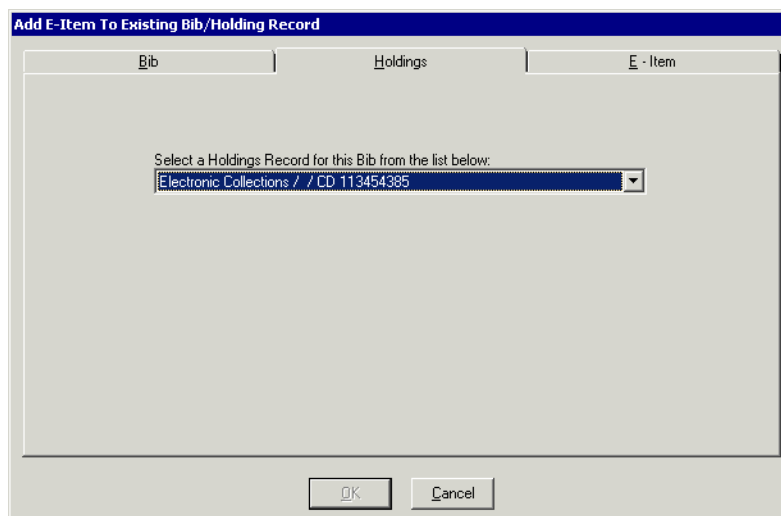 Add E-Item To Existing Bib/Holding Record
Bib
Holdings
E - Item
Select a Holdings Record for this Bib from the list below:
Electronic Collections / / CD 113454385
OK
Cancel